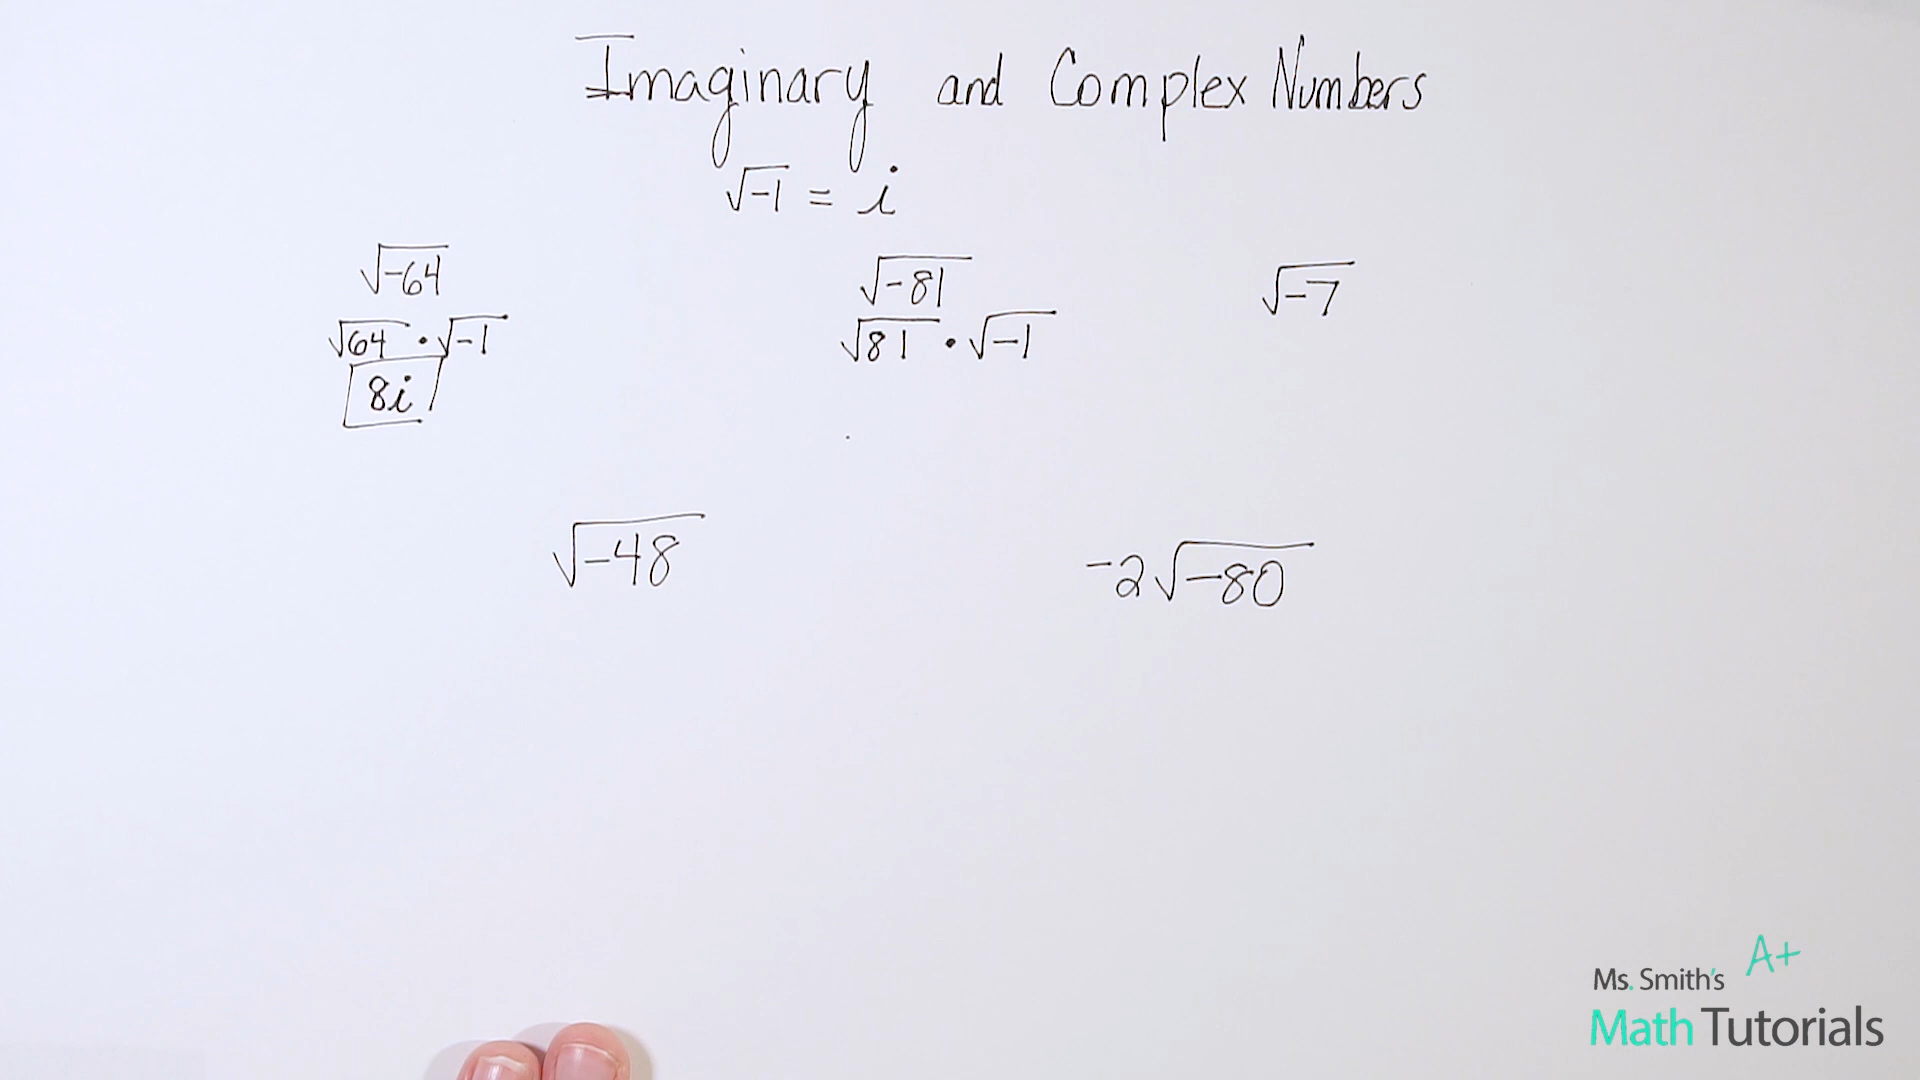 Imaginary and Complex Numbers
√-1 = i
√-64
√64 · √-1
8i
√-81
√81 · √-1
√-7
√-48
-2√-80
Ms. Smith's A+
Math Tutorials